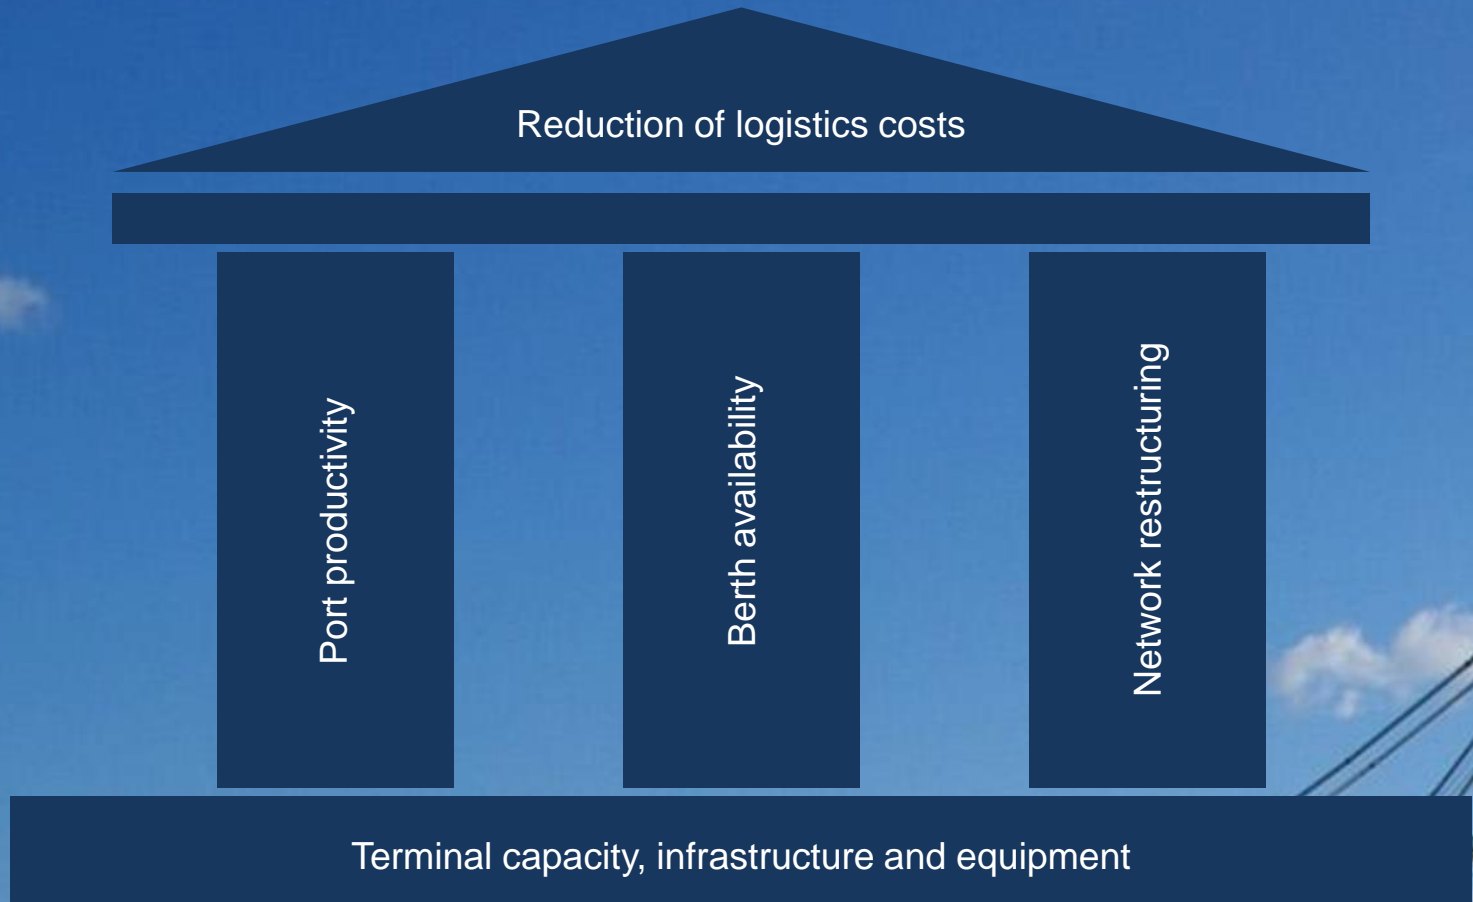 Reduction of logistics costs
Port productivity
Berth availability
Network restructuring
Terminal capacity, infrastructure and equipment